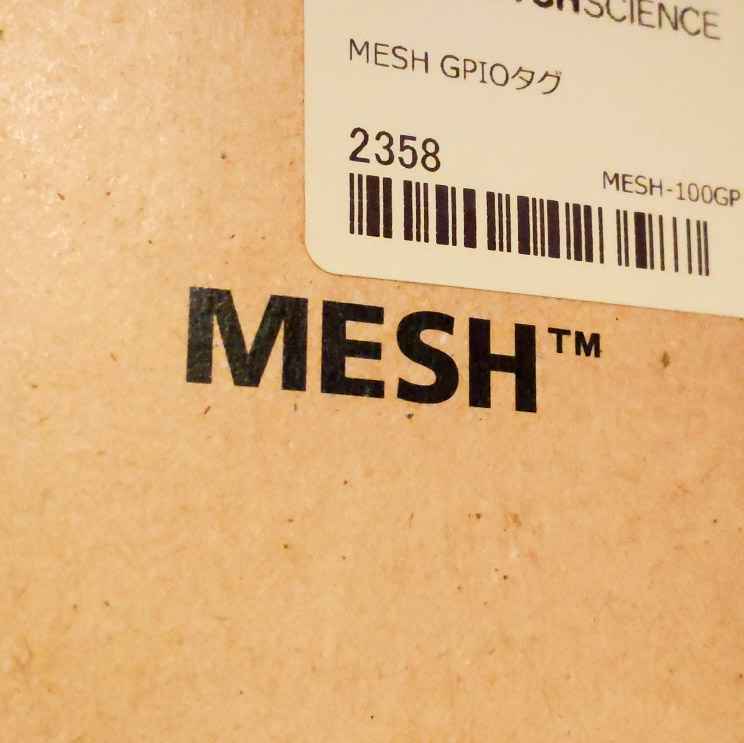 SCIENCE
MESH GPIOタグ
2358
MESH-100GP
MESH™